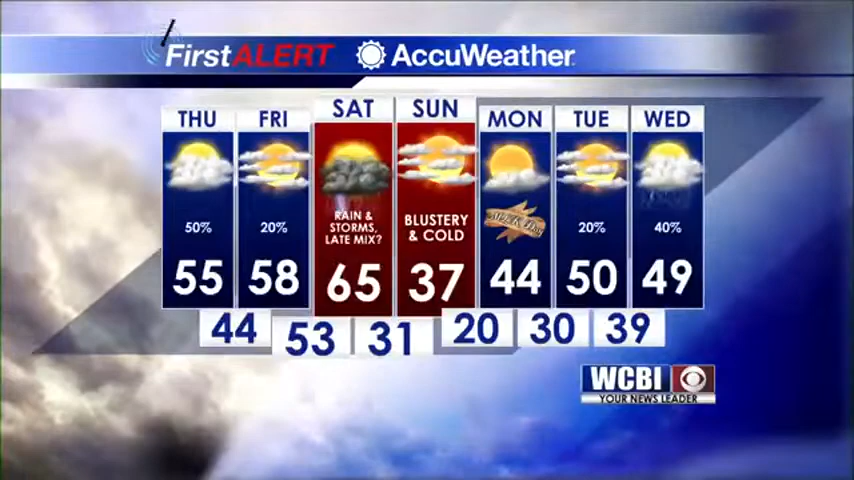 FirstALERT AccuWeather
THU FRI SAT SUN MON TUE WED
50% 20% RAIN & STORMS, LATE MIX? BLUSTERY & COLD 20% 40%
55 58 65 37 44 50 49
44 53 31 20 30 39
WCBI
YOUR NEWS LEADER